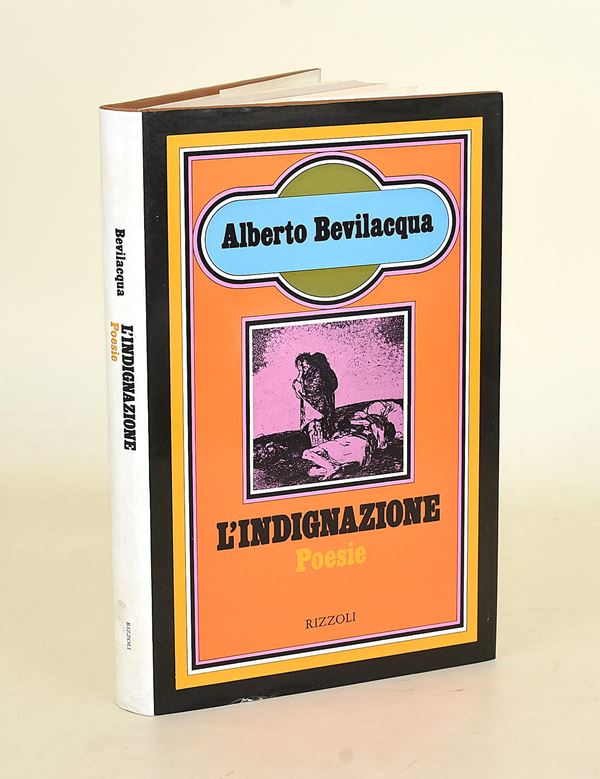 Alberto Bevilacqua
L'INDIGNAZIONE
Poesie
RIZZOLI
Bevilacqua
L'INDIGNAZIONE
Poesie
RIZZOLI